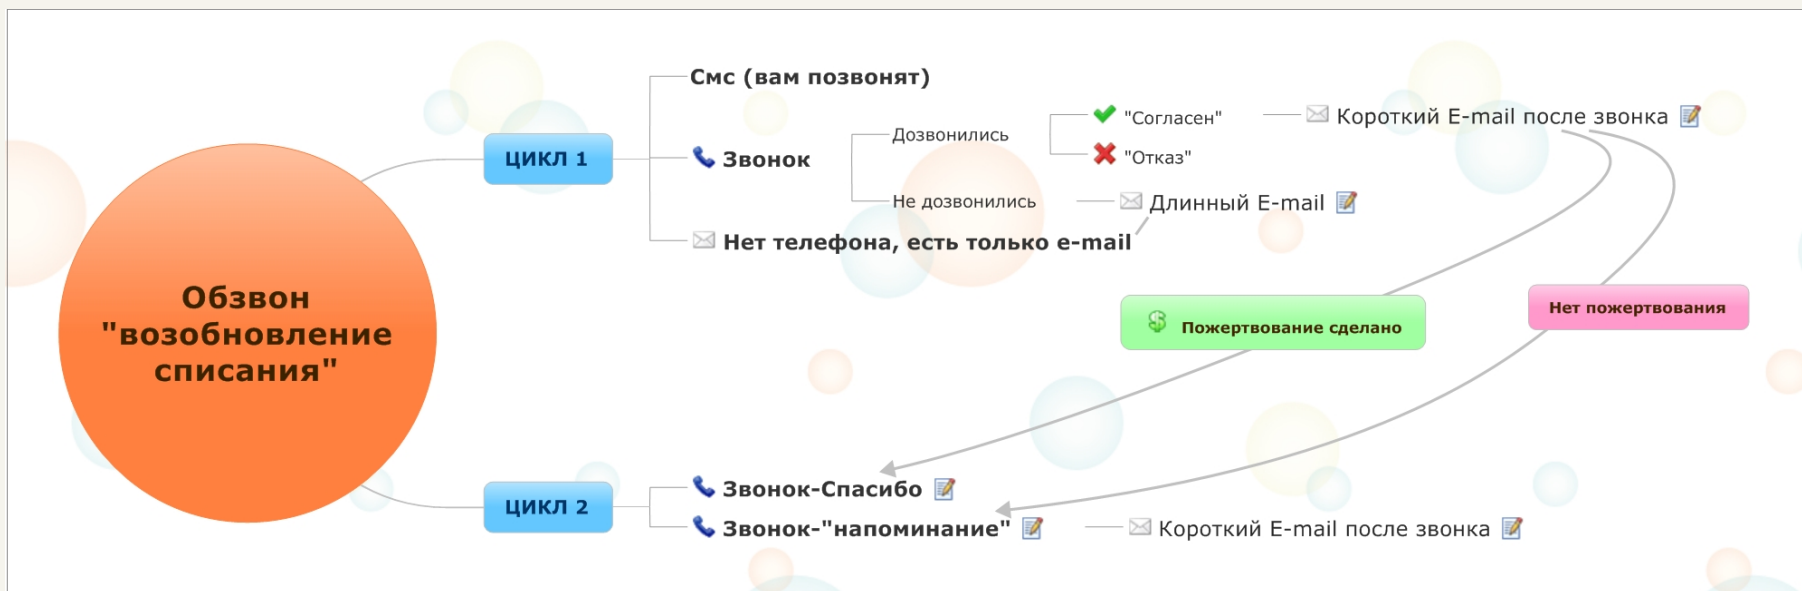 Обзвон
"возобновление
списания"
ЦИКЛ 1
Смс (вам позвонят)
Звонок
Дозвонились
"Согласен"
Короткий E-mail после звонка
"Отказ"
Не дозвонились
Длинный E-mail
Нет телефона, есть только e-mail
Пожертвование сделано
Нет пожертвования
ЦИКЛ 2
Звонок-Спасибо
Звонок-"напоминание"
Короткий E-mail после звонка